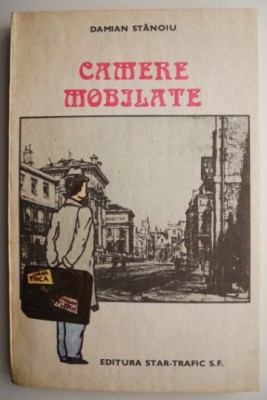 DAMIAN STĂNOIU
CAMERE
MOBILATE
EDITURA STAR-TRAFIC S.F.